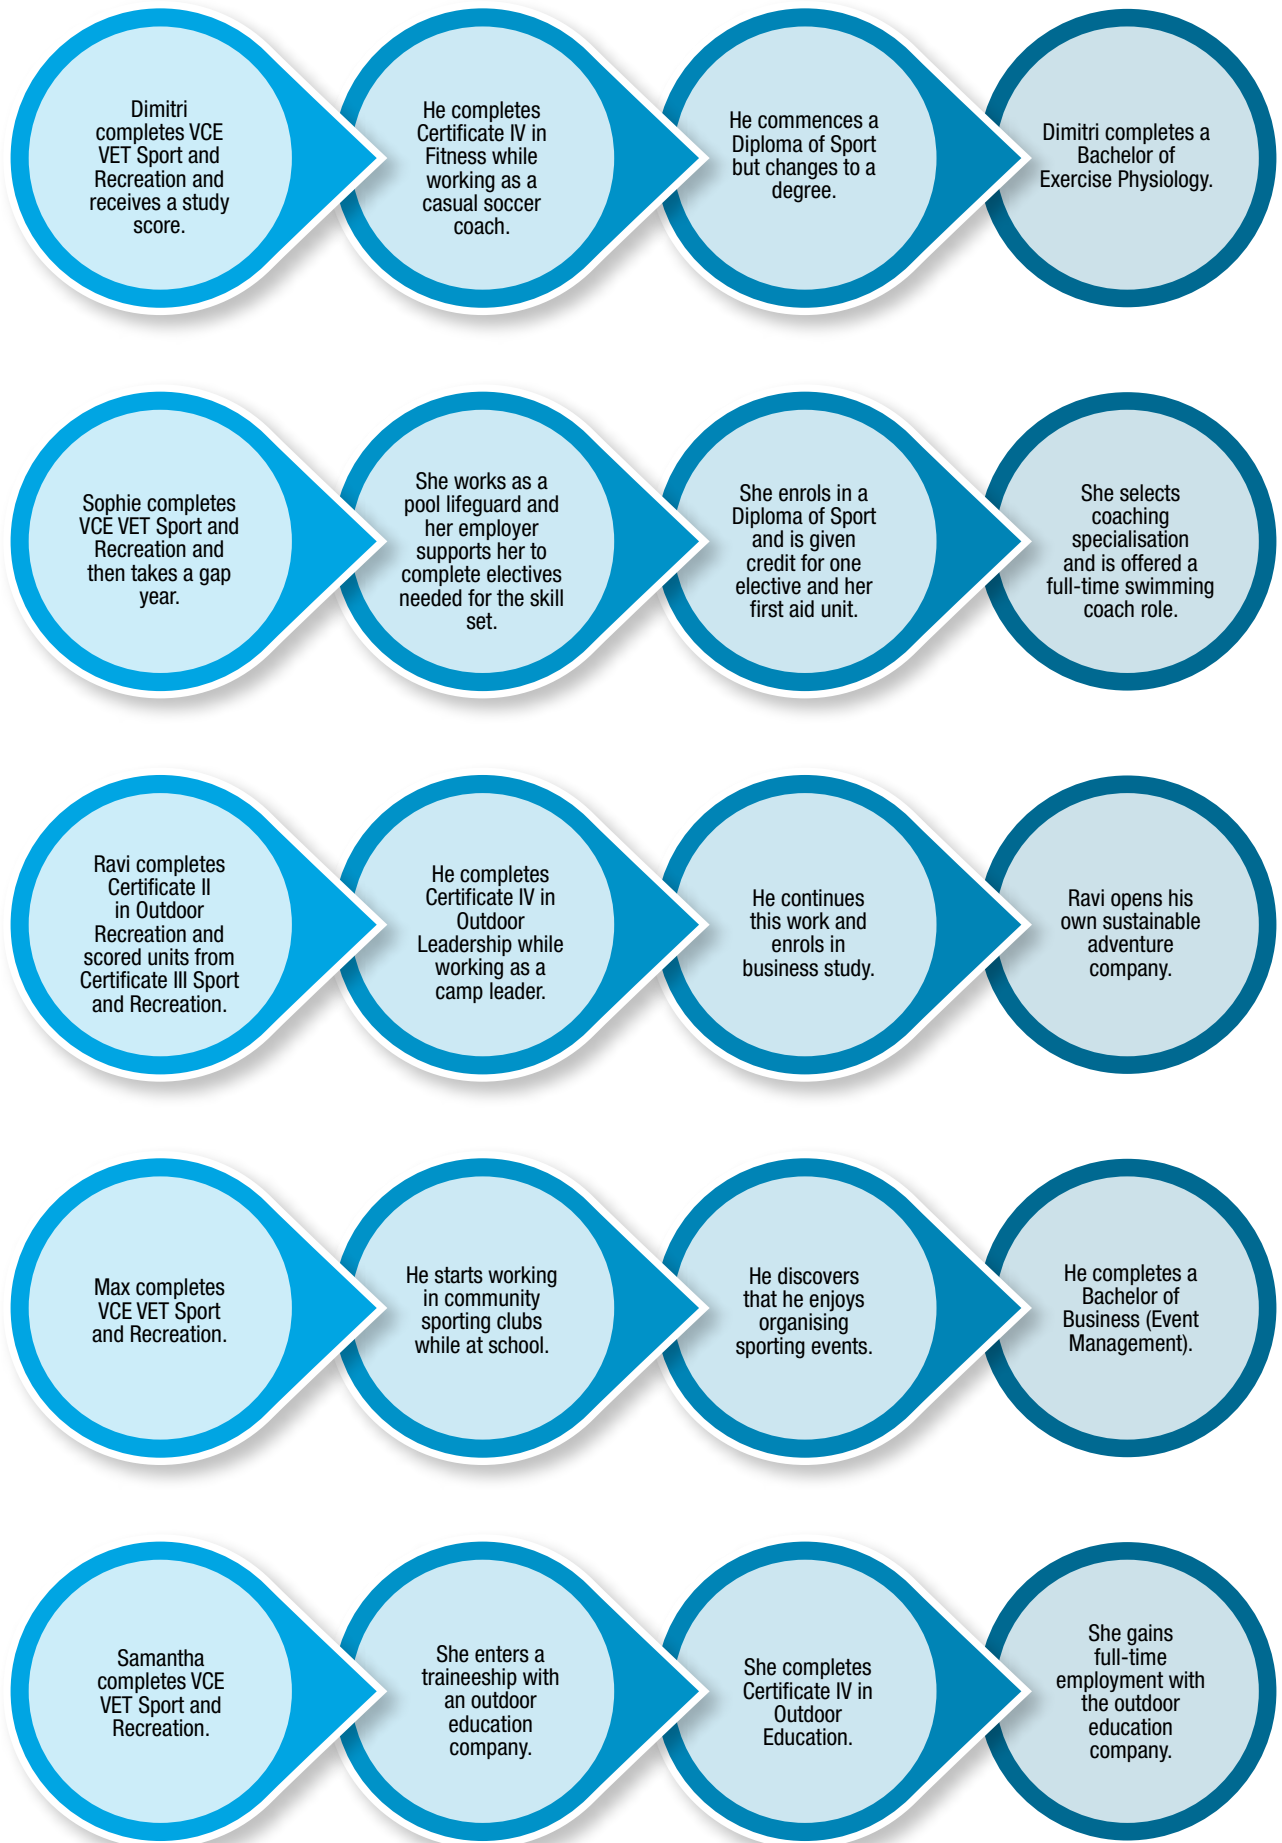 Dimitri
completes VCE
VET Sport and
Recreation and
receives a study
score.
He completes
Certificate IV in
Fitness while
working as a
casual soccer
coach.
He commences a
Diploma of Sport
but changes to a
degree.
Dimitri completes a
Bachelor of
Exercise Physiology.
Sophie completes
VCE VET Sport and
Recreation and
then takes a gap
year.
She works as a
pool lifeguard and
her employer
supports her to
complete electives
needed for the skill
set.
She enrols in a
Diploma of Sport
and is given
credit for one
elective and her
first aid unit.
She selects
coaching
specialisation
and is offered a
full-time swimming
coach role.
Ravi completes
Certificate II
in Outdoor
Recreation and
scored units from
Certificate III Sport
and Recreation.
He completes
Certificate IV in
Outdoor
Leadership while
working as a
camp leader.
He continues
this work and
enrols in
business study.
Ravi opens his
own sustainable
adventure
company.
Max completes
VCE VET Sport
and Recreation.
He starts working
in community
sporting clubs
while at school.
He discovers
that he enjoys
organising
sporting events.
He completes a
Bachelor of
Business (Event
Management).
Samantha
completes VCE
VET Sport and
Recreation.
She enters a
traineeship with
an outdoor
education
company.
She completes
Certificate IV in
Outdoor
Education.
She gains
full-time
employment with
the outdoor
education
company.